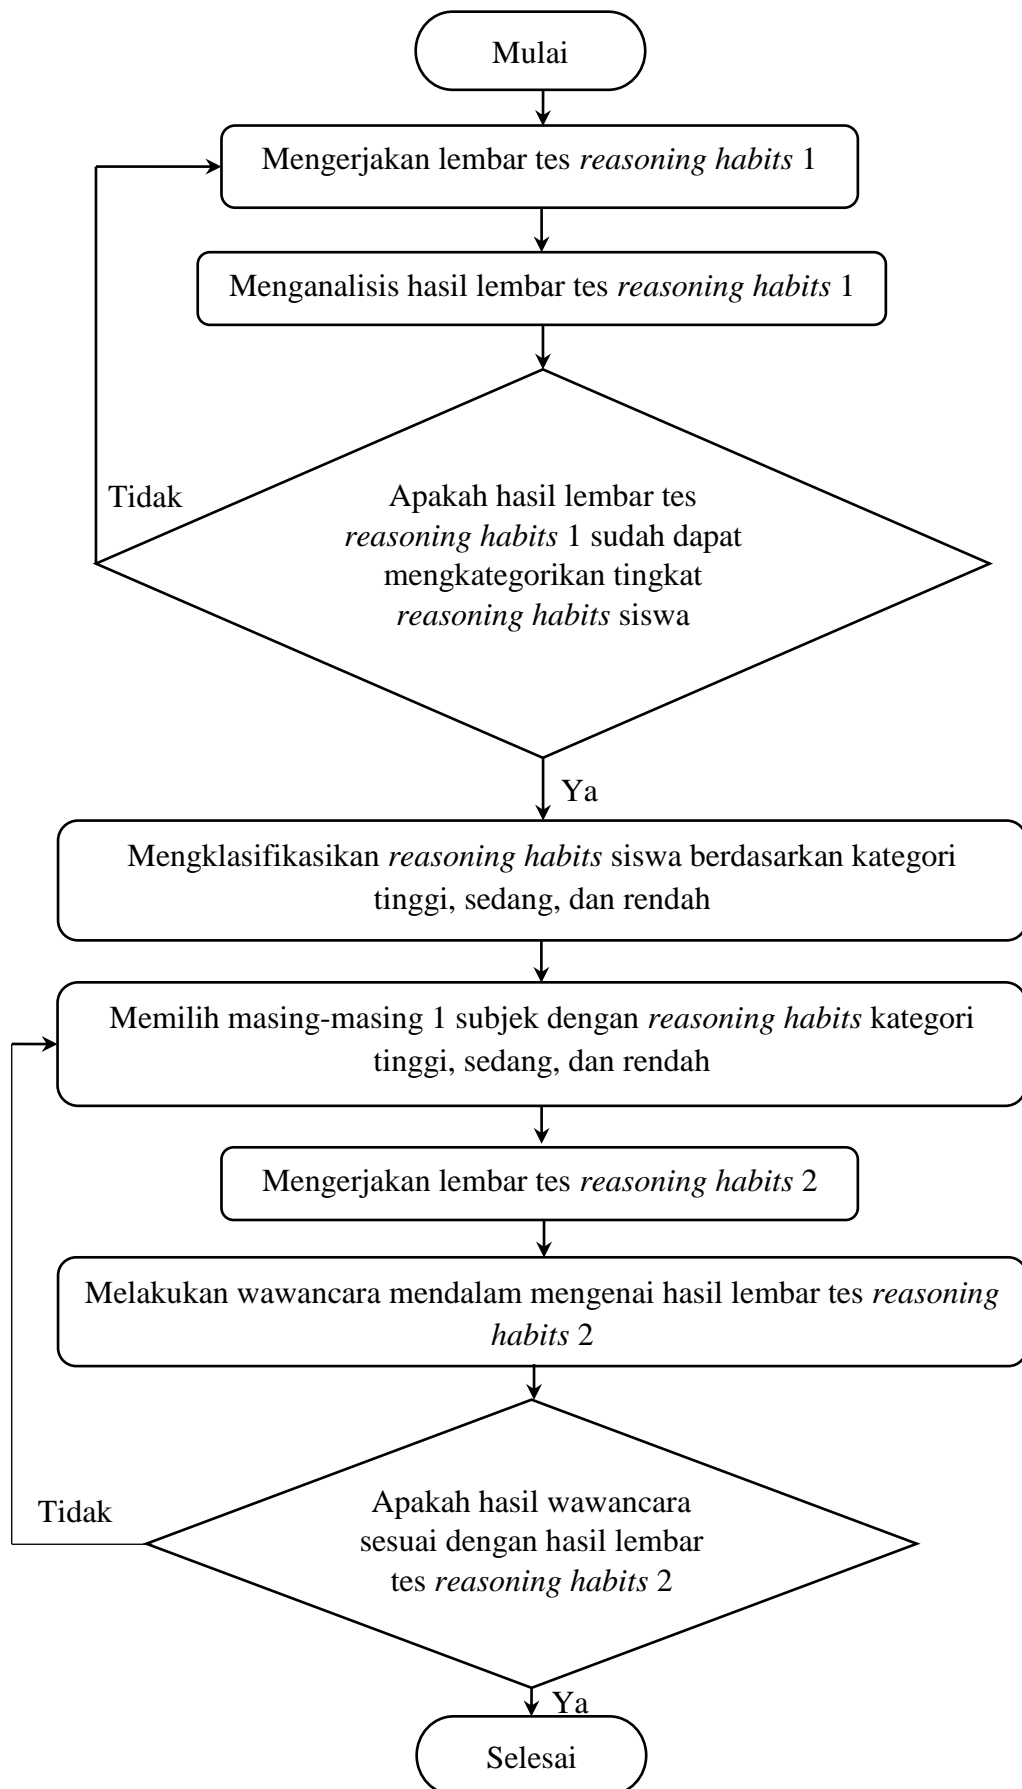 Mulai
Mengerjakan lembar tes reasoning habits 1
Menganalisis hasil lembar tes reasoning habits 1
Tidak
Apakah hasil lembar tes
reasoning habits 1 sudah dapat
mengkategorikan tingkat
reasoning habits siswa
Ya
Mengklasifikasikan reasoning habits siswa berdasarkan kategori
tinggi, sedang, dan rendah
Memilih masing-masing 1 subjek dengan reasoning habits kategori
tinggi, sedang, dan rendah
Mengerjakan lembar tes reasoning habits 2
Melakukan wawancara mendalam mengenai hasil lembar tes reasoning
habits 2
Tidak
Apakah hasil wawancara
sesuai dengan hasil lembar
tes reasoning habits 2
Ya
Selesai